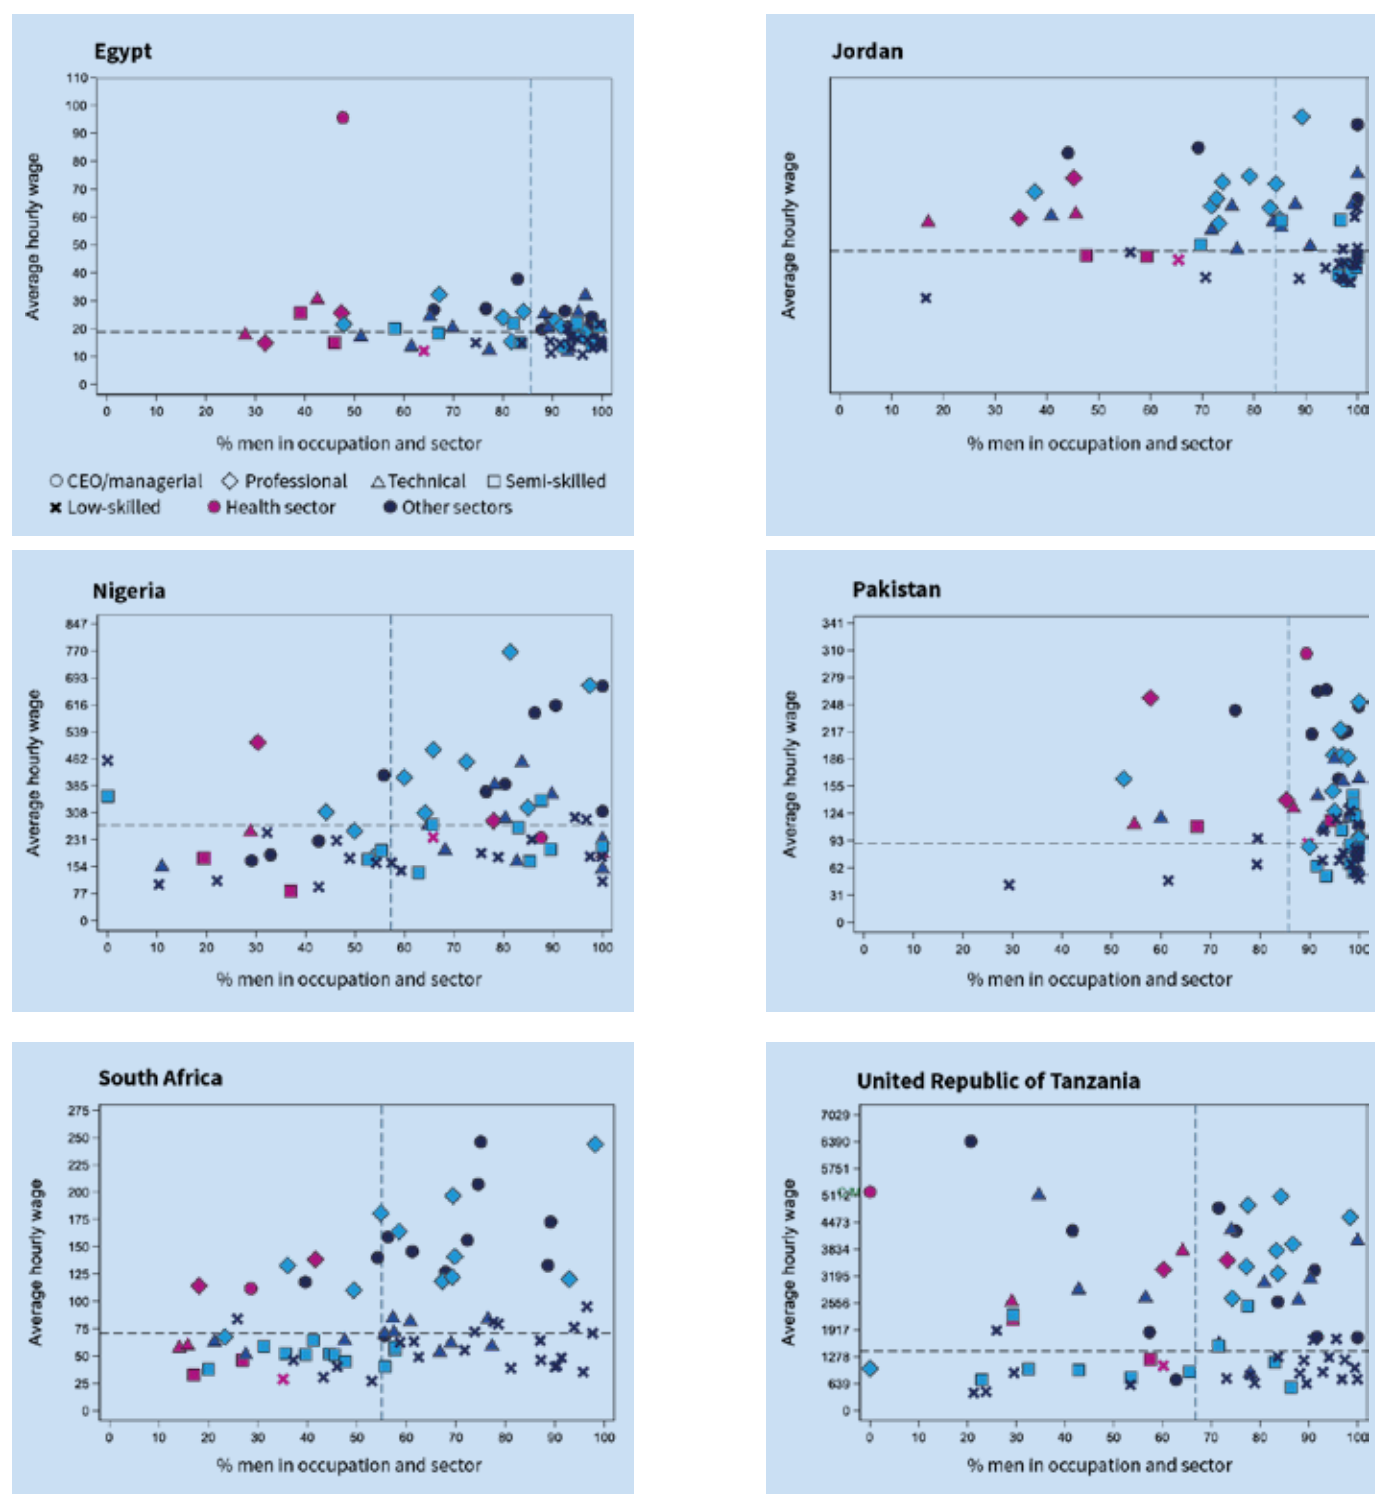 Egypt
110
100
90
80
70
60
50
40
30
20
10
0
Average hourly wage
0 10 20 30 40 50 60 70 80 90 100
% men in occupation and sector
CEO/managerial Professional Technical Semi-skilled
Low-skilled Health sector Other sectors
Jordan
Average hourly wage
0 10 20 30 40 50 60 70 80 90 100
% men in occupation and sector
Nigeria
847
770
693
616
539
462
385
308
231
154
77
0
Average hourly wage
0 10 20 30 40 50 60 70 80 90 100
% men in occupation and sector
Pakistan
341
310
279
248
217
186
155
124
93
62
31
0
Average hourly wage
0 10 20 30 40 50 60 70 80 90 100
% men in occupation and sector
South Africa
275
250
225
200
175
150
125
100
75
50
25
0
Average hourly wage
0 10 20 30 40 50 60 70 80 90 100
% men in occupation and sector
United Republic of Tanzania
7029
6390
5751
5112
4473
3834
3195
2556
1917
1278
639
0
Average hourly wage
0 10 20 30 40 50 60 70 80 90 100
% men in occupation and sector